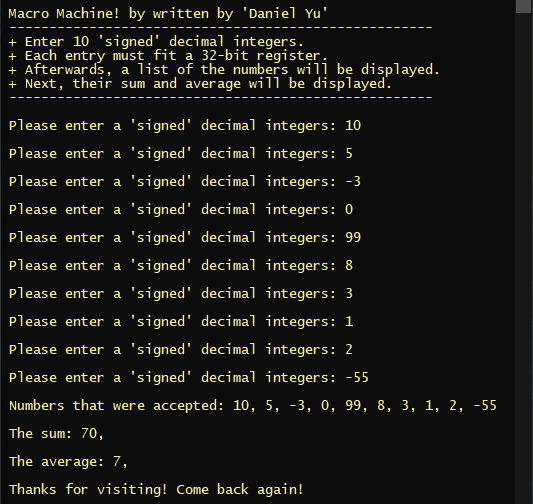 Macro Machine! by written by 'Daniel Yu'
-----------------------------------------------------
+ Enter 10 'signed' decimal integers.
+ Each entry must fit a 32-bit register.
+ Afterwards, a list of the numbers will be displayed.
+ Next, their sum and average will be displayed.
-----------------------------------------------------
Please enter a 'signed' decimal integers: 10
Please enter a 'signed' decimal integers: 5
Please enter a 'signed' decimal integers: -3
Please enter a 'signed' decimal integers: 0
Please enter a 'signed' decimal integers: 99
Please enter a 'signed' decimal integers: 8
Please enter a 'signed' decimal integers: 3
Please enter a 'signed' decimal integers: 1
Please enter a 'signed' decimal integers: 2
Please enter a 'signed' decimal integers: -55
Numbers that were accepted: 10, 5, -3, 0, 99, 8, 3, 1, 2, -55
The sum: 70,
The average: 7,
Thanks for visiting! Come back again!